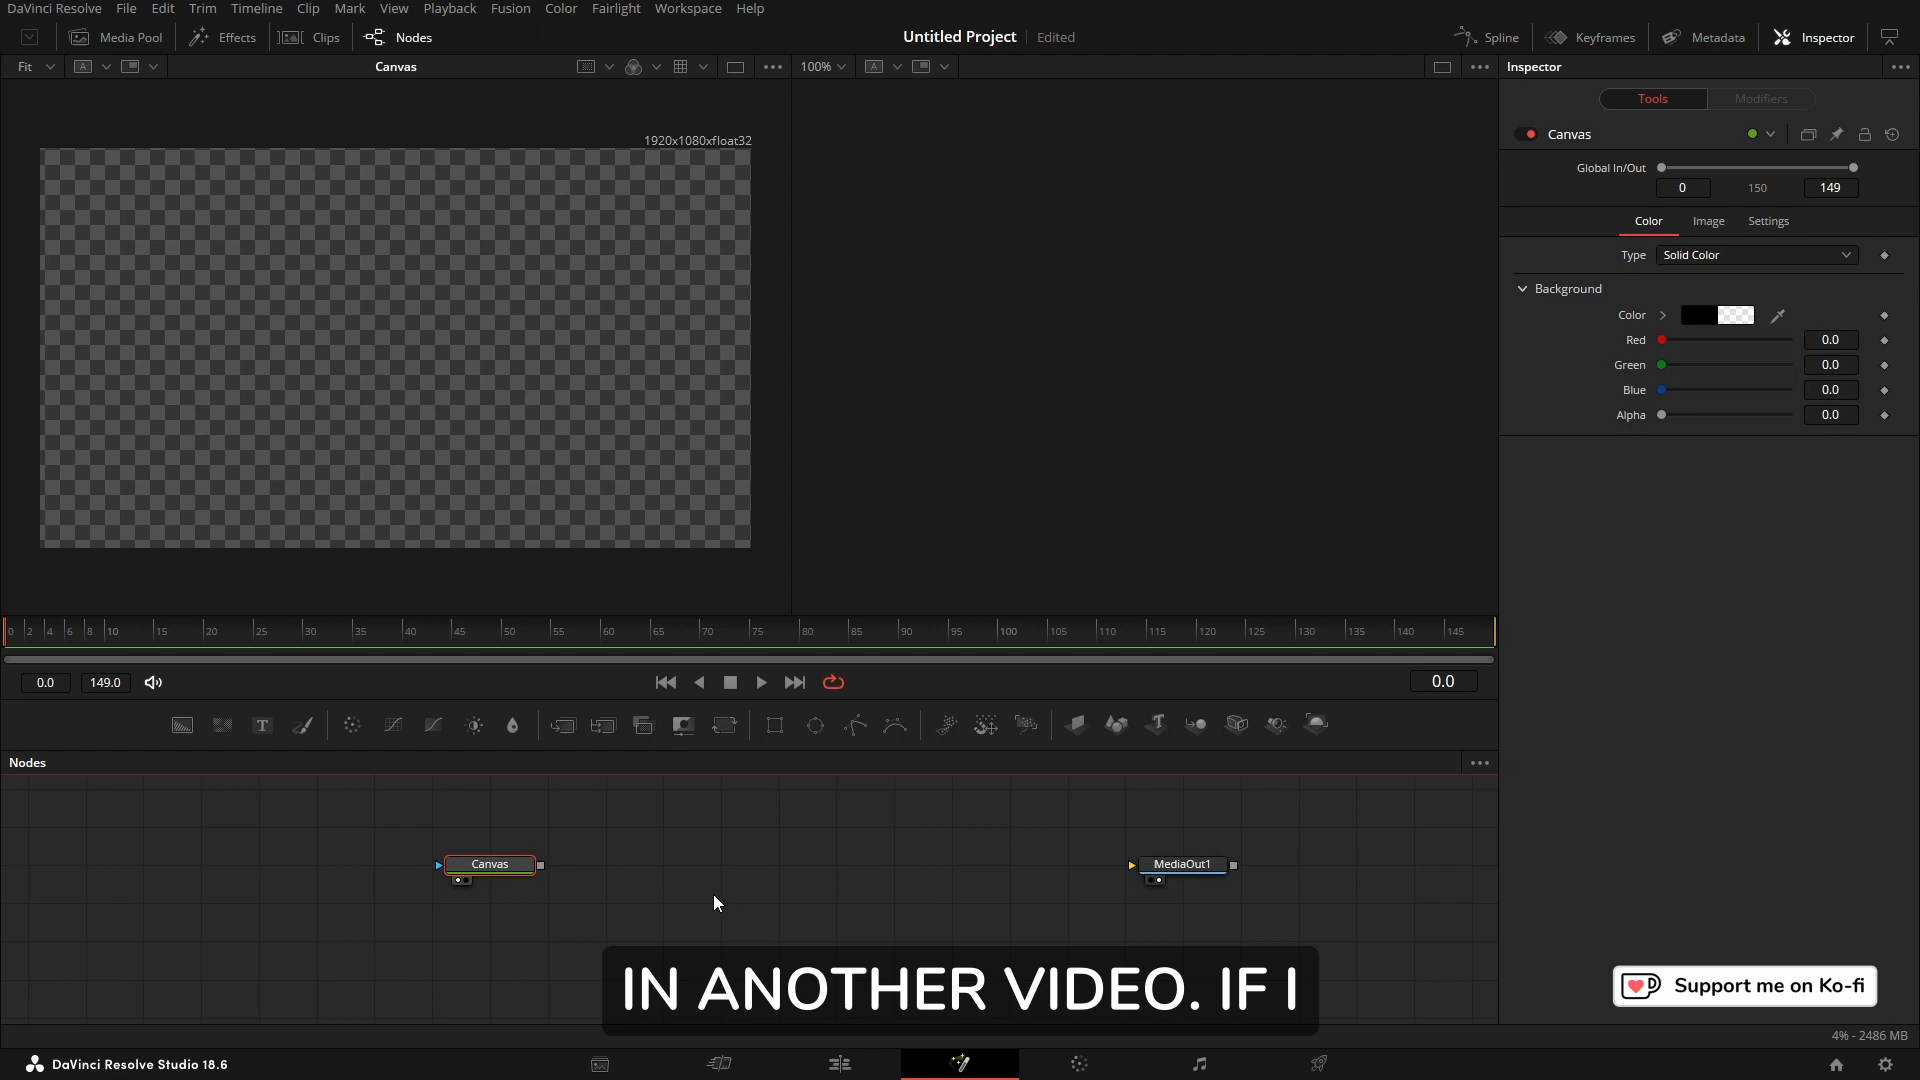 DaVinci Resolve File Edit Trim Timeline Clip Mark View Playback Fusion Color Fairlight Workspace Help
Media Pool Effects Clips Nodes Untitled Project Edited Spline Keyframes Metadata Inspector
Fit A Canvas 100% A Inspector
Tools Modifiers
Canvas
1920x1080xfloat32
Global In/Out
0 150 149
Color Image Settings
Type Solid Color
Background
Color
Red 0.0
Green 0.0
Blue 0.0
Alpha 0.0
0 2 4 6 8 10 15 20 25 30 35 40 45 50 55 60 65 70 75 80 85 90 95 100 105 110 115 120 125 130 135 140 145
0.0 149.0 0.0
T T
Nodes
Canvas MediaOut1
IN ANOTHER VIDEO. IF I
Support me on Ko-fi
4% - 2486 MB
DaVinci Resolve Studio 18.6